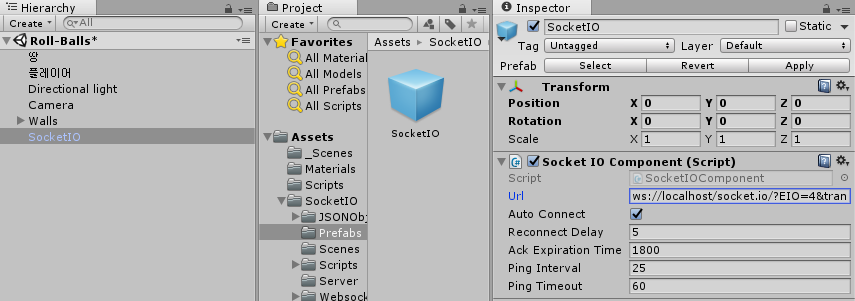 Hierarchy
Create
All
Roll-Balls*
땅
플레이어
Directional light
Camera
Walls
SocketIO
Project
Create
Favorites
All Material
All Models
All Prefabs
All Scripts
Assets
_Scenes
Materials
Scripts
SocketIO
JSONObj
Prefabs
Scenes
Scripts
Server
Websock
Assets SocketIO
SocketIO
Inspector
SocketIO Static
Tag Untagged Layer Default
Prefab Select Revert Apply
Transform
Position X 0 Y 0 Z 0
Rotation X 0 Y 0 Z 0
Scale X 1 Y 1 Z 1
Socket IO Component (Script)
Script SocketIOComponent
Url ws://localhost/socket.io/?EIO=4&tran
Auto Connect
Reconnect Delay 5
Ack Expiration Time 1800
Ping Interval 25
Ping Timeout 60